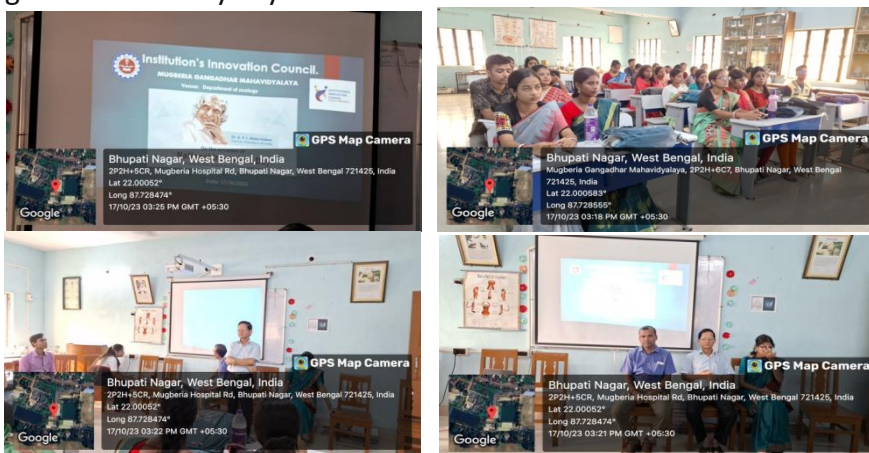 Institution's Innovation Council.
MUGBERIA GANGADHAR MAHAVIDYALAYA
Venue: Department of zoology
GPS Map Camera
Bhupati Nagar, West Bengal, India
2P2H+5CR, Mugberia Hospital Rd, Bhupati Nagar, West Bengal 721425, India
Lat 22.00052°
Long 87.728474°
17/10/23 03:25 PM GMT +05:30
Google
GPS Map Camera
Bhupati Nagar, West Bengal, India
Mugberia Gangadhar Mahavidyalaya, 2P2H+6C7, Bhupati Nagar, West Bengal
721425, India
Lat 22.000583°
Long 87.728555°
17/10/23 03:18 PM GMT +05:30
Google
GPS Map Camera
Bhupati Nagar, West Bengal, India
2P2H+5CR, Mugberia Hospital Rd, Bhupati Nagar, West Bengal 721425, India
Lat 22.00052°
Long 87.728474°
17/10/23 03:22 PM GMT +05:30
Google
GPS Map Camera
Bhupati Nagar, West Bengal, India
2P2H+5CR, Mugberia Hospital Rd, Bhupati Nagar, West Bengal 721425, India
Lat 22.00052°
Long 87.728474°
17/10/23 03:21 PM GMT +05:30
Google